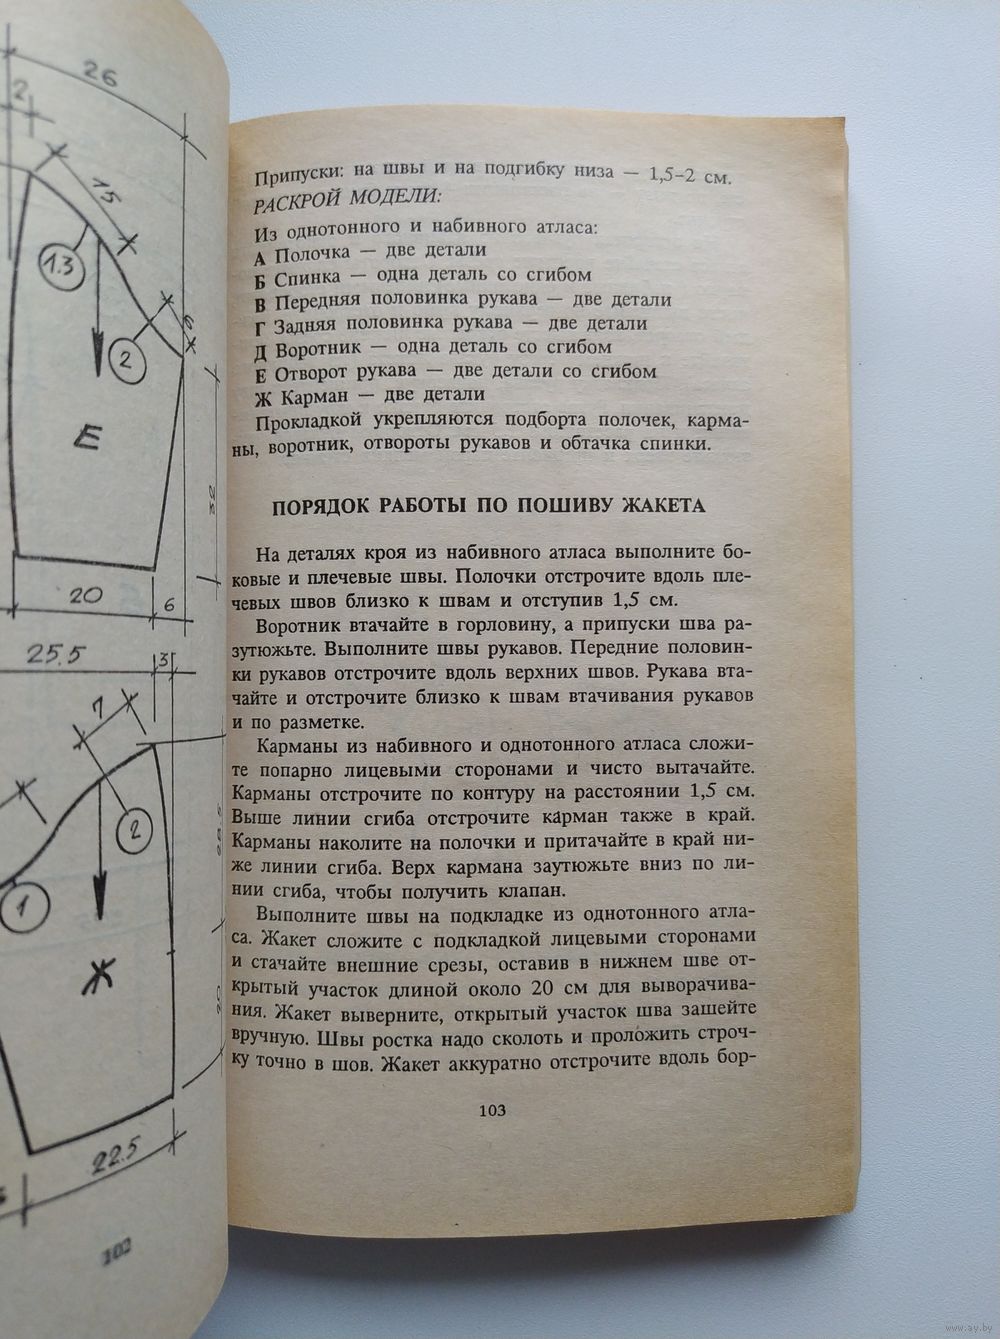 26
2
15
1.3
2
9
Е
22
20
6
25.5
3
7
2
1
Ж
20
22.5
102
Припуски: на швы и на подгибку низа — 1,5–2 см.
РАСКРОЙ МОДЕЛИ:
Из однотонного и набивного атласа:
А Полочка — две детали
Б Спинка — одна деталь со сгибом
В Передняя половинка рукава — две детали
Г Задняя половинка рукава — две детали
Д Воротник — одна деталь со сгибом
Е Отворот рукава — две детали со сгибом
Ж Карман — две детали
Прокладкой укрепляются подборта полочек, карма-
ны, воротник, отвороты рукавов и обтачка спинки.
ПОРЯДОК РАБОТЫ ПО ПОШИВУ ЖАКЕТА
На деталях кроя из набивного атласа выполните бо-
ковые и плечевые швы. Полочки отстрочите вдоль пле-
чевых швов близко к швам и отступив 1,5 см.
Воротник втачайте в горловину, а припуски шва ра-
зутюжьте. Выполните швы рукавов. Передние половин-
ки рукавов отстрочите вдоль верхних швов. Рукава вта-
чайте и отстрочите близко к швам втачивания рукавов
и по разметке.
Карманы из набивного и однотонного атласа сложи-
те попарно лицевыми сторонами и чисто вытачайте.
Карманы отстрочите по контуру на расстоянии 1,5 см.
Выше линии сгиба отстрочите карман также в край.
Карманы наколите на полочки и притачайте в край ни-
же линии сгиба. Верх кармана заутюжьте вниз по ли-
нии сгиба, чтобы получить клапан.
Выполните швы на подкладке из однотонного атла-
са. Жакет сложите с подкладкой лицевыми сторонами
и стачайте внешние срезы, оставив в нижнем шве от-
крытый участок длиной около 20 см для выворачива-
ния. Жакет выверните, открытый участок шва зашейте
вручную. Швы ростка надо сколоть и проложить строч-
ку точно в шов. Жакет аккуратно отстрочите вдоль бор-
103
www.ay.by